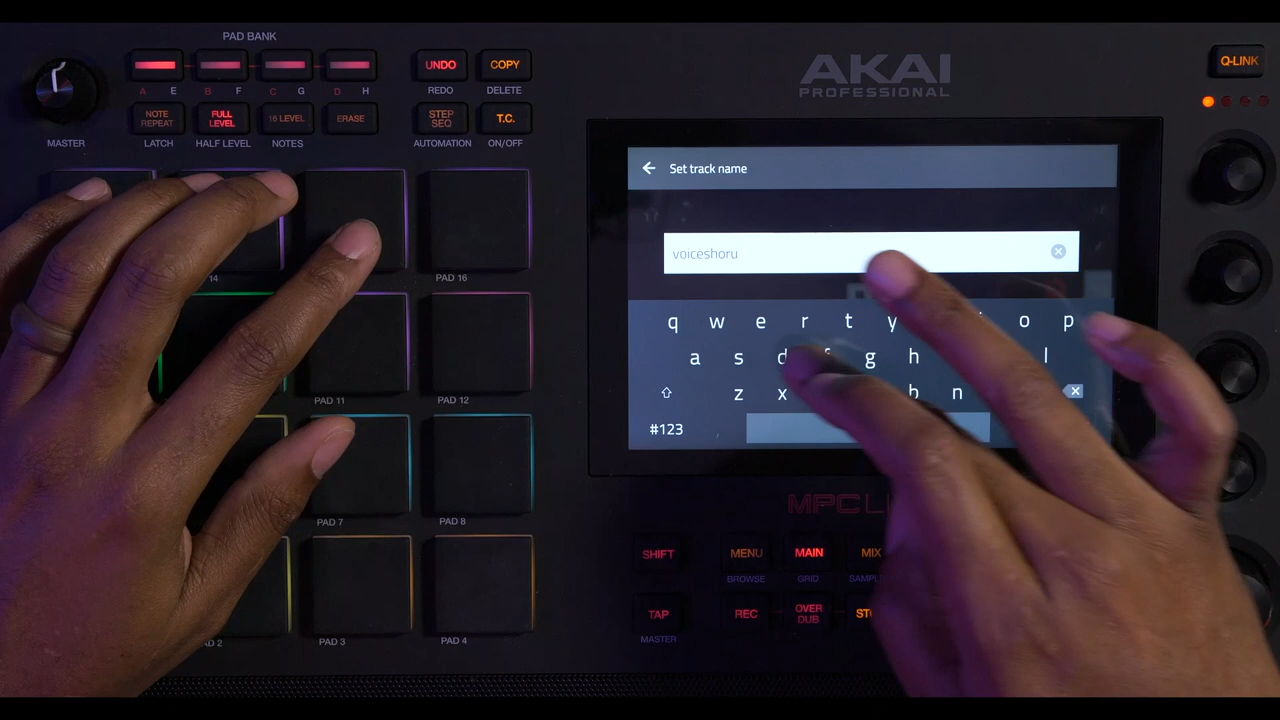 PAD BANK
A E B F C G D H
UNDO COPY
REDO DELETE
NOTE REPEAT FULL LEVEL 16 LEVEL ERASE
STEP SEQ T.C.
MASTER LATCH HALF LEVEL NOTES
AUTOMATION ON/OFF
AKAI
PROFESSIONAL
Q-LINK
Set track name
voiceshoru
q w e r t y o p
a s d f g h l
z x b n
#123
14
PAD 16
PAD 11
PAD 12
PAD 7
PAD 8
PAD 3
PAD 4
MPC
SHIFT MENU MAIN MIX
BROWSE GRID
TAP REC OVER DUB
MASTER